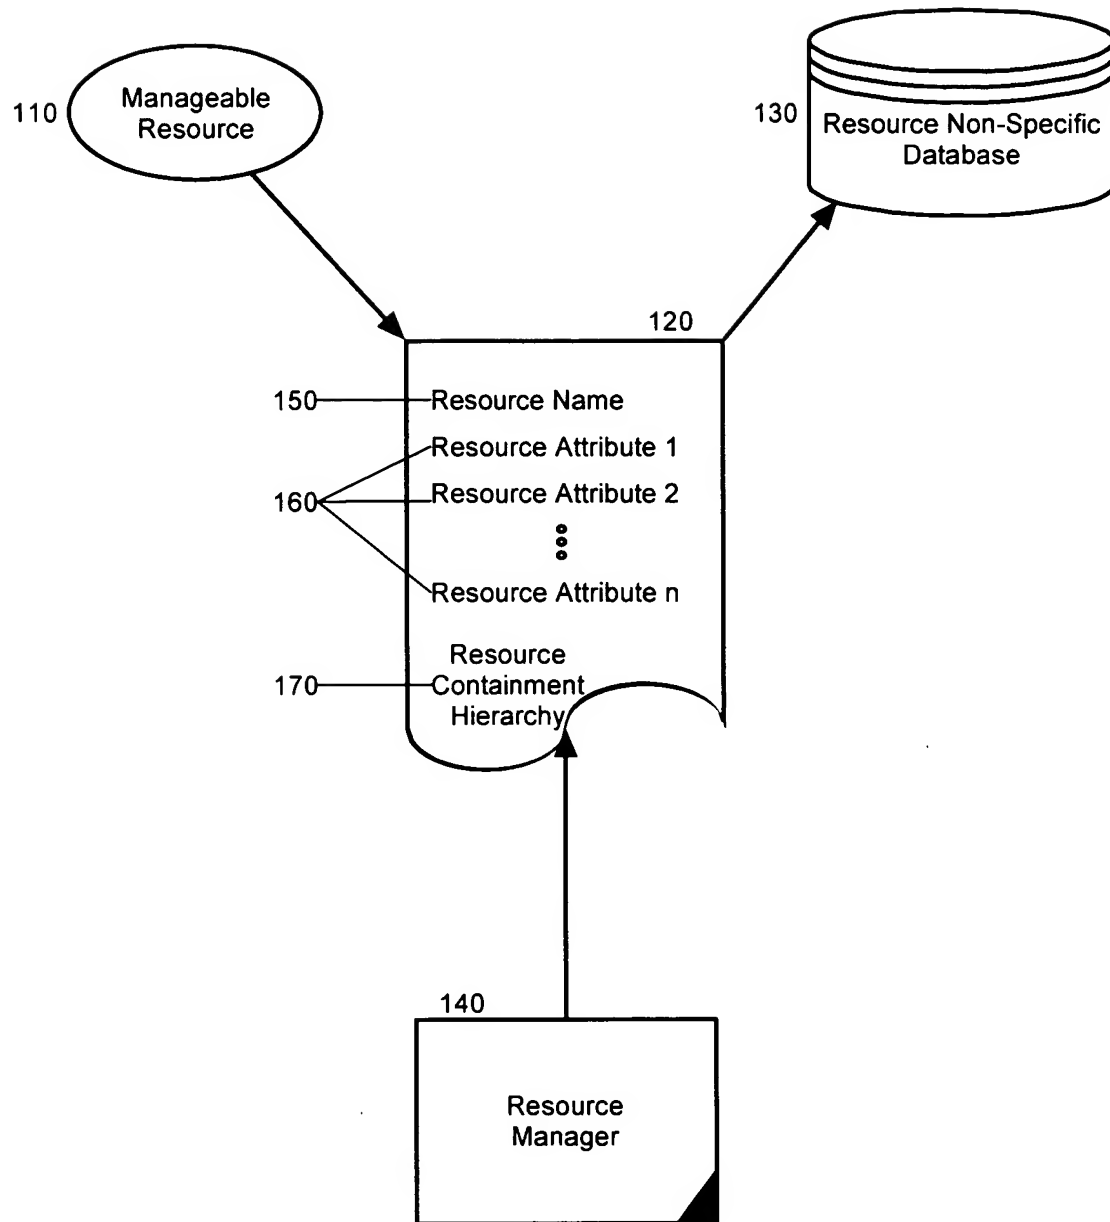 110
Manageable
Resource
130
Resource Non-Specific
Database
120
150
Resource Name
Resource Attribute 1
160
Resource Attribute 2
Resource Attribute n
170
Resource
Containment
Hierarchy
140
Resource
Manager